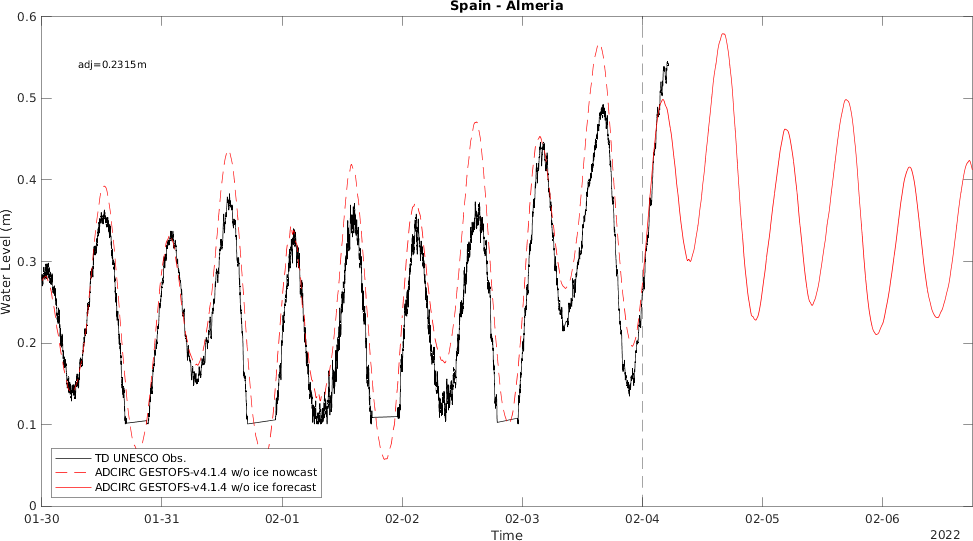 Spain - Almeria
0.6
adj=0.2315m
0.5
0.4
0.3
0.2
0.1
0
Water Level (m)
TD UNESCO Obs.
ADCIRC GESTOFS-v4.1.4 w/o ice nowcast
ADCIRC GESTOFS-v4.1.4 w/o ice forecast
01-30 01-31 02-01 02-02 02-03 02-04 02-05 02-06
Time
2022